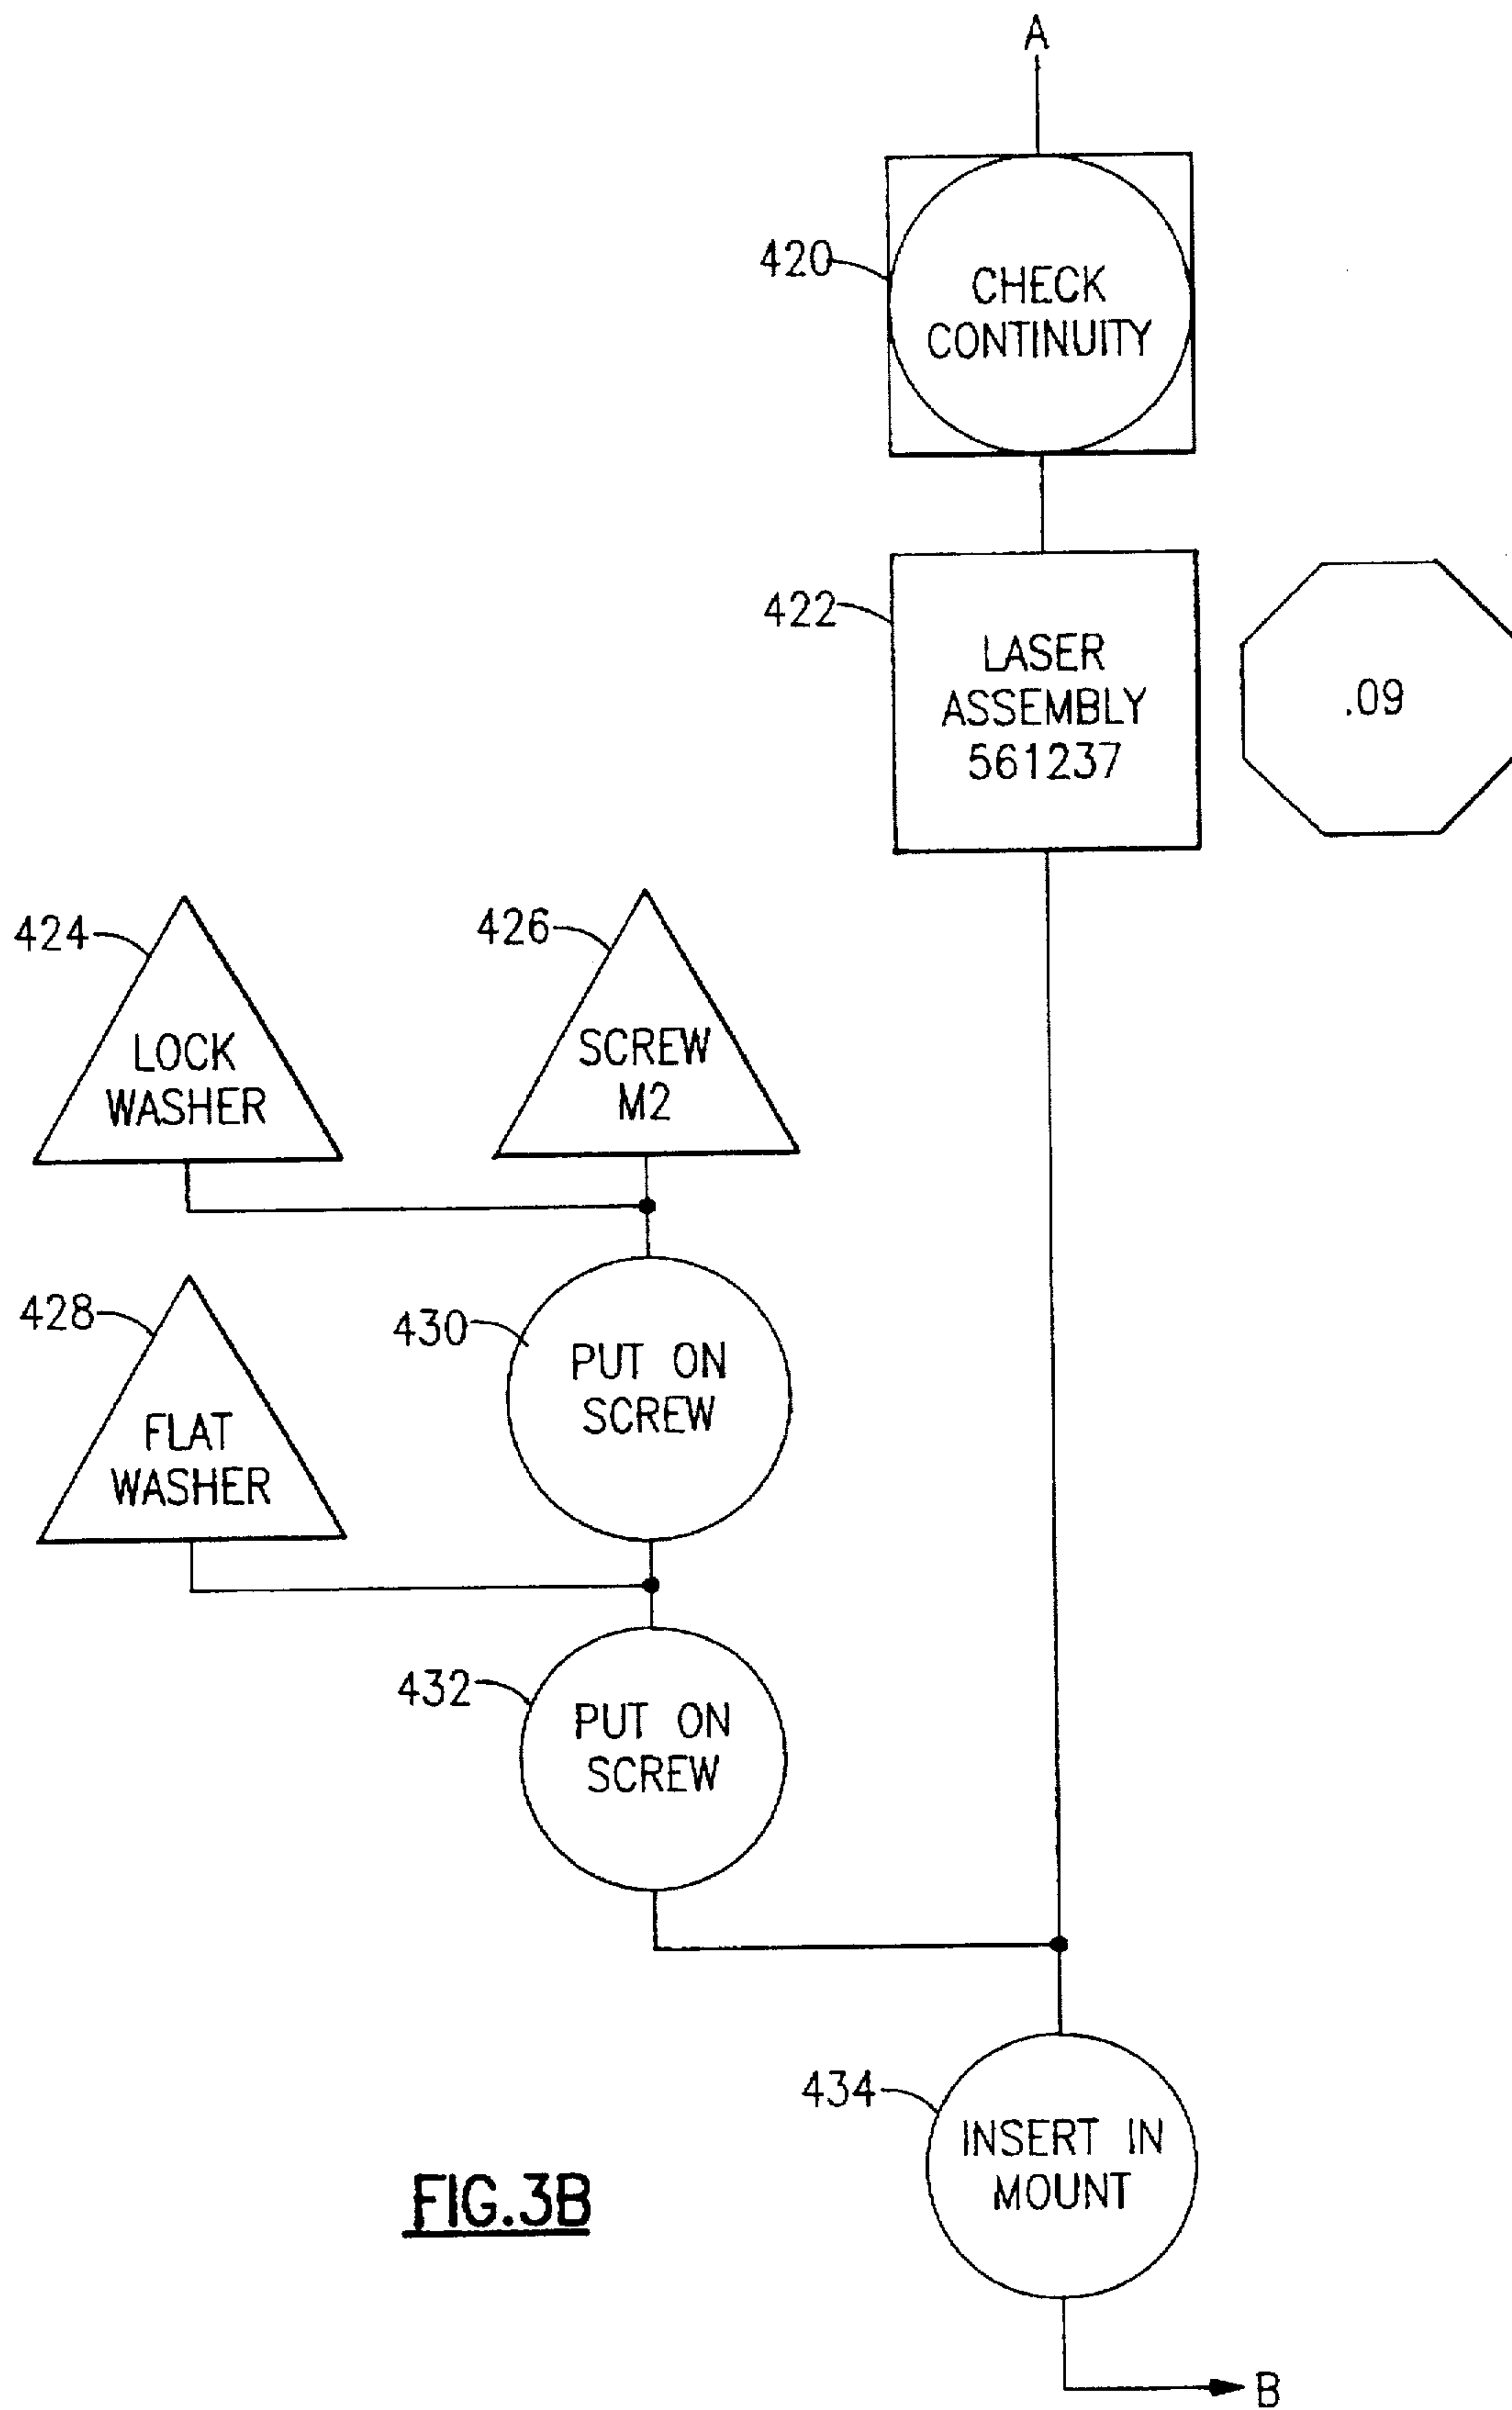 A
420
CHECK
CONTINUITY
422
LASER
ASSEMBLY
561237
.09
424
LOCK
WASHER
426
SCREW
M2
428
FLAT
WASHER
430
PUT ON
SCREW
432
PUT ON
SCREW
434
INSERT IN
MOUNT
FIG.3B
B